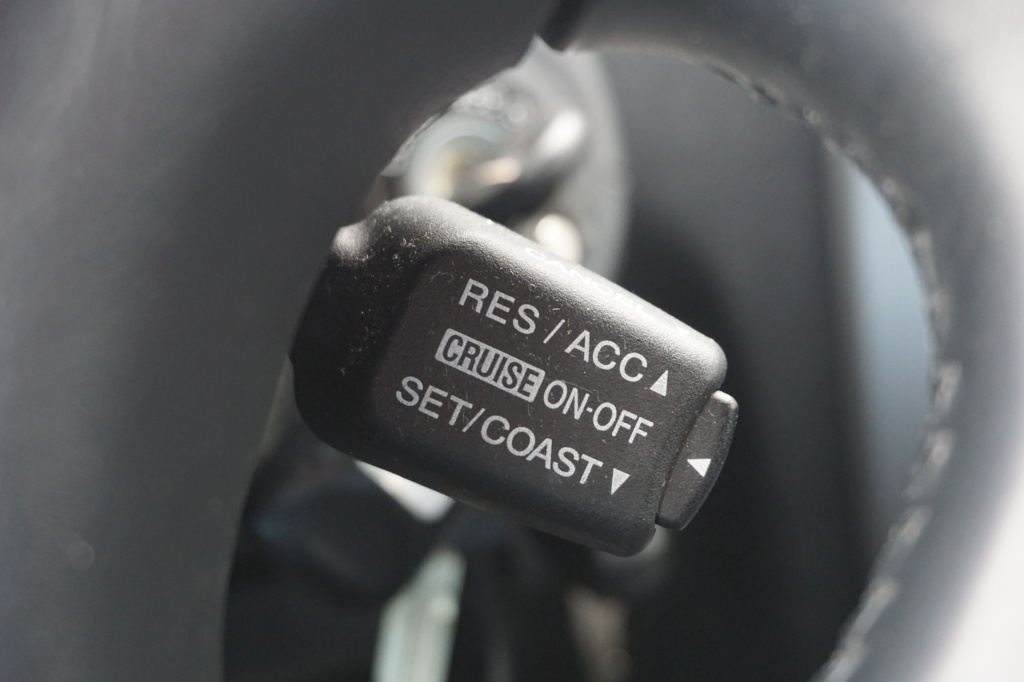 RES / ACC ▲
CRUISE ON-OFF ◀
SET/COAST ▼